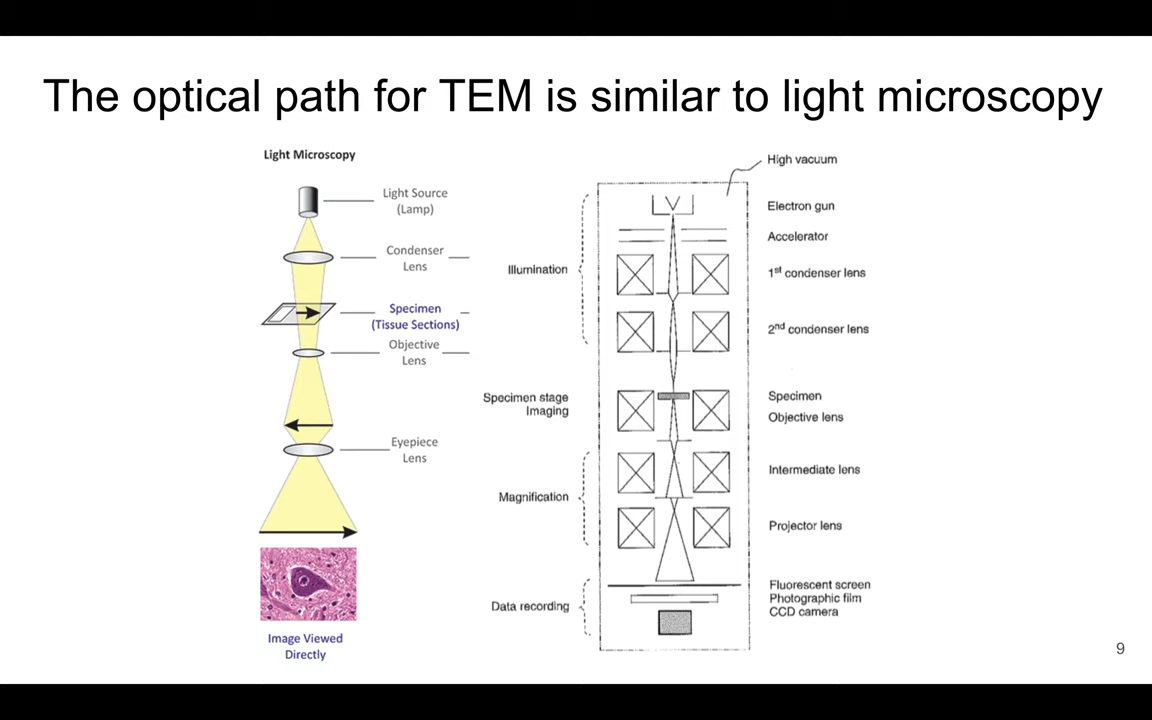 The optical path for TEM is similar to light microscopy
Light Microscopy
Light Source
(Lamp)
Condenser
Lens
Specimen
(Tissue Sections)
Objective
Lens
Eyepiece
Lens
Image Viewed
Directly
Illumination
Specimen stage
Imaging
Magnification
Data recording
High vacuum
Electron gun
Accelerator
1st condenser lens
2nd condenser lens
Specimen
Objective lens
Intermediate lens
Projector lens
Fluorescent screen
Photographic film
CCD camera
9